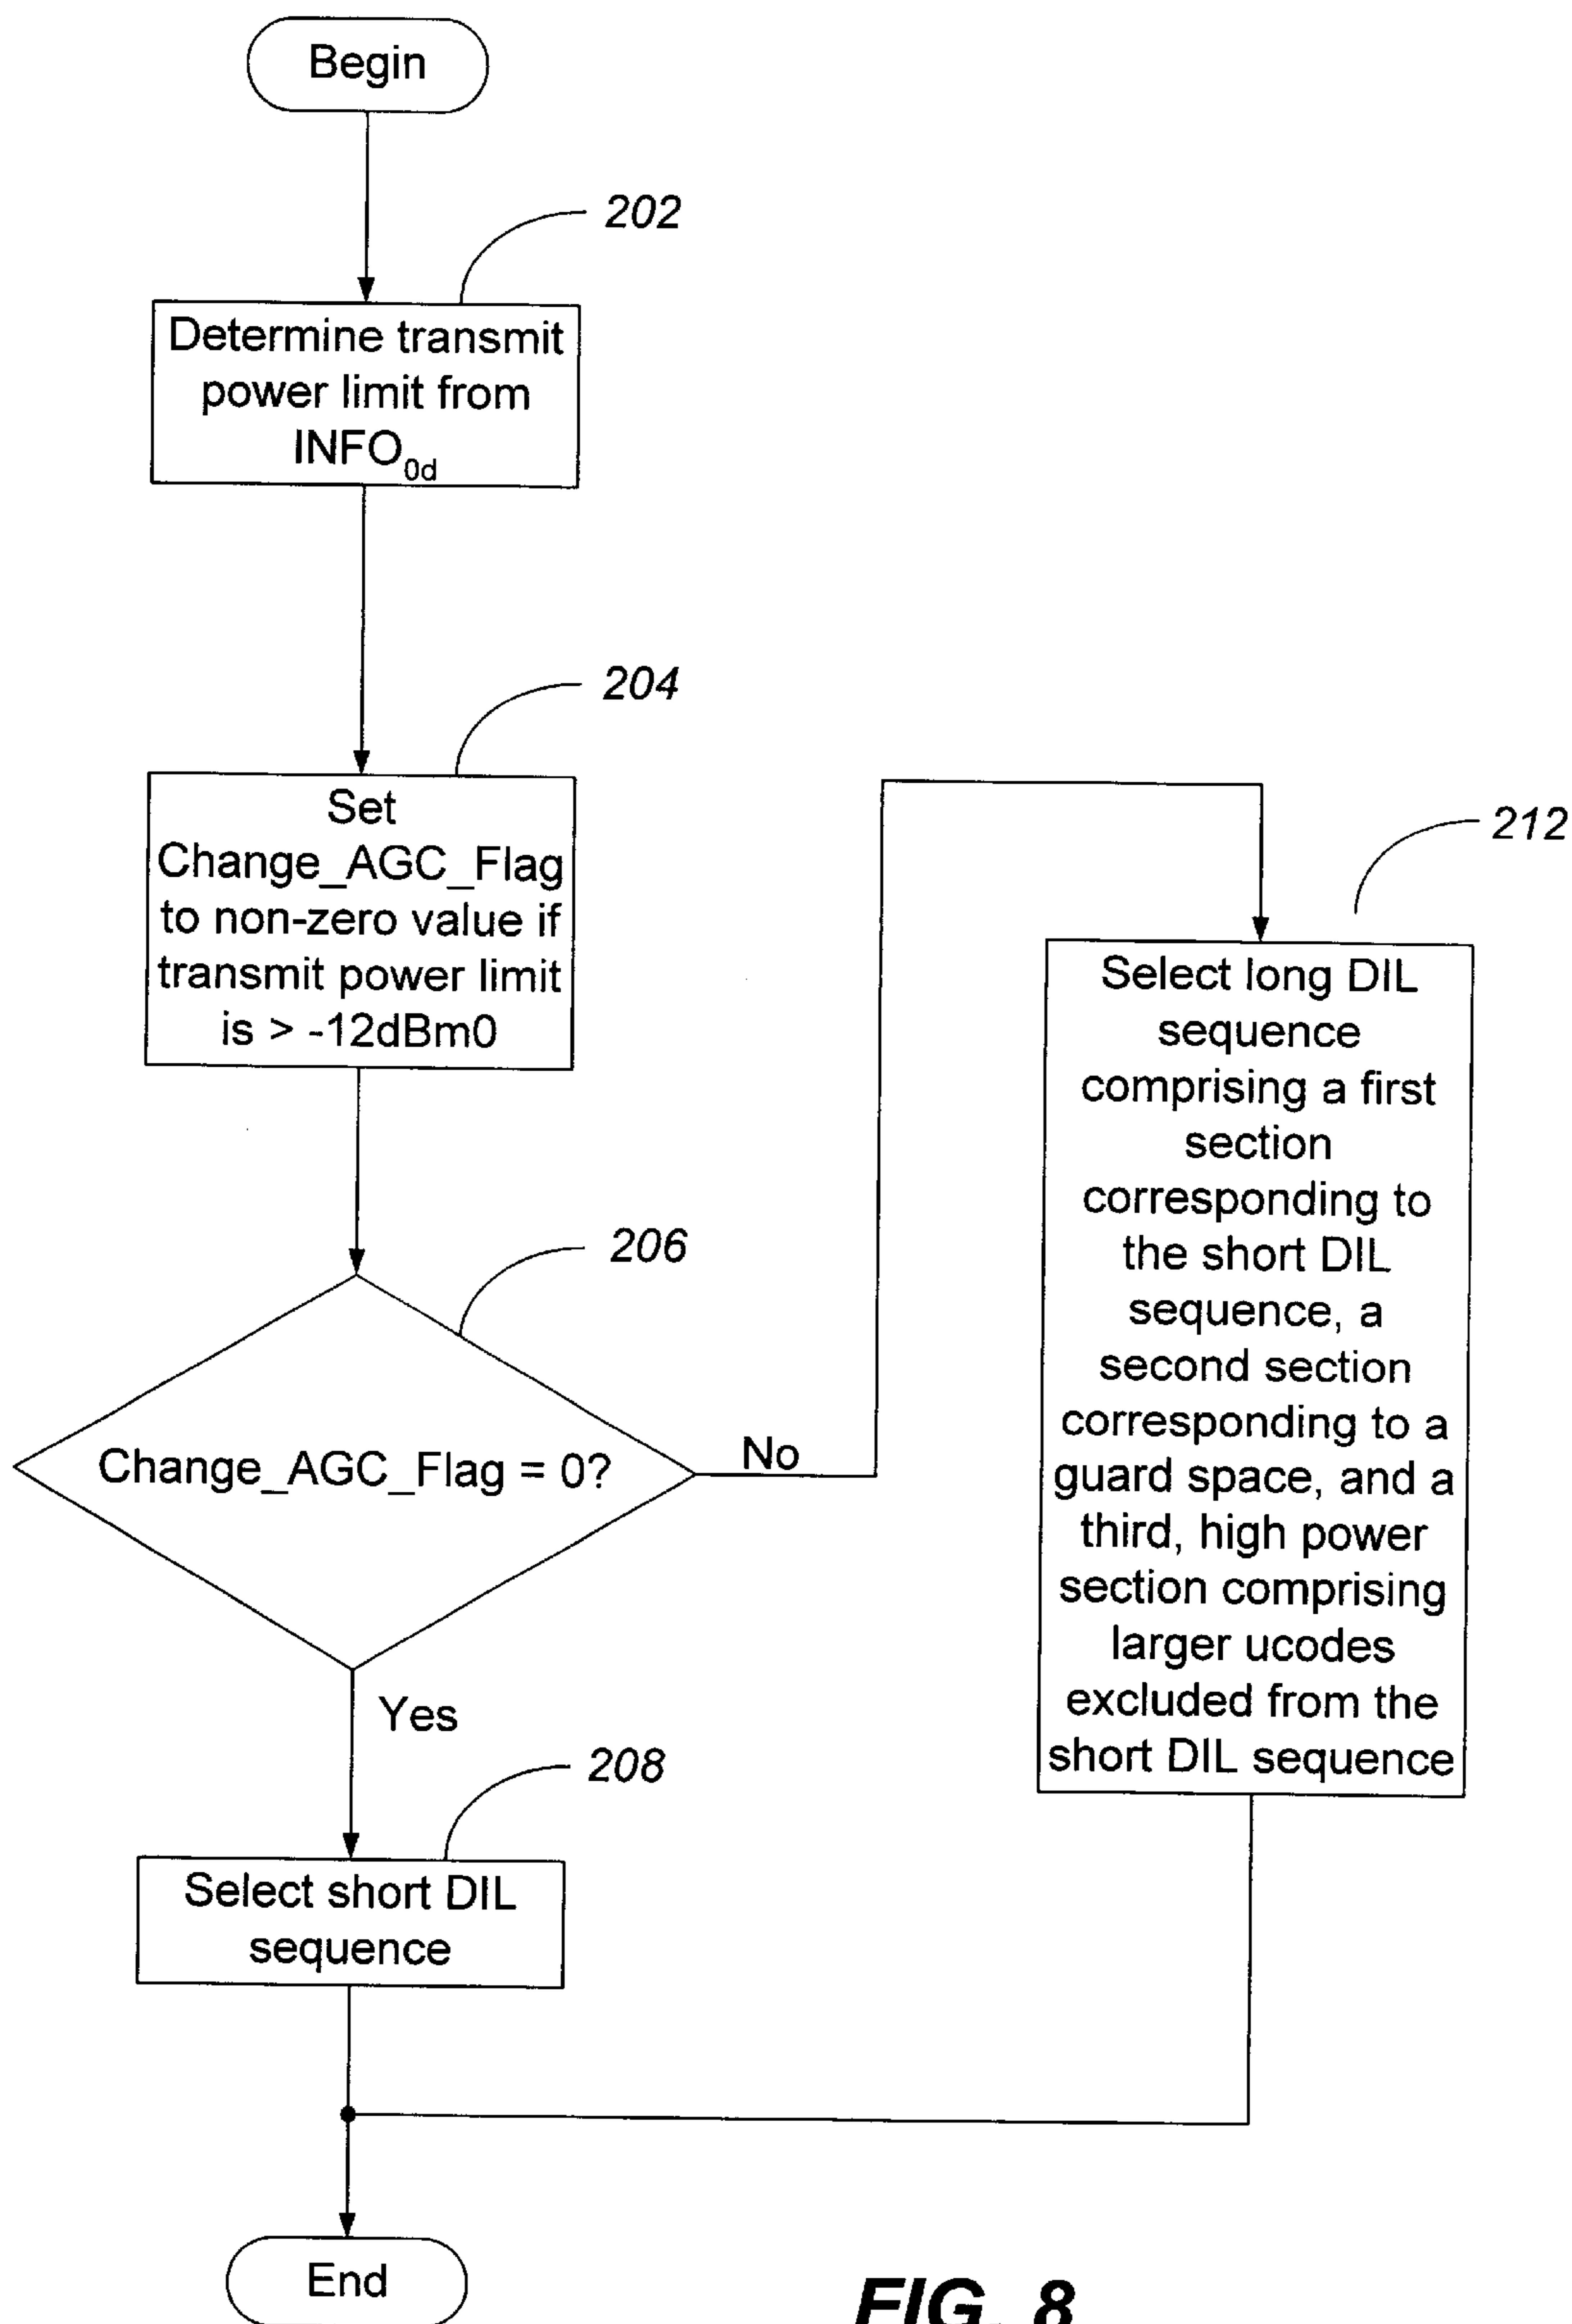 Begin
202
Determine transmit
power limit from
INFO0d
204
Set
Change_AGC_Flag
to non-zero value if
transmit power limit
is > -12dBm0
206
Change_AGC_Flag = 0?
No
Yes
208
Select short DIL
sequence
212
Select long DIL
sequence
comprising a first
section
corresponding to
the short DIL
sequence, a
second section
corresponding to a
guard space, and a
third, high power
section comprising
larger ucodes
excluded from the
short DIL sequence
End
FIG. 8